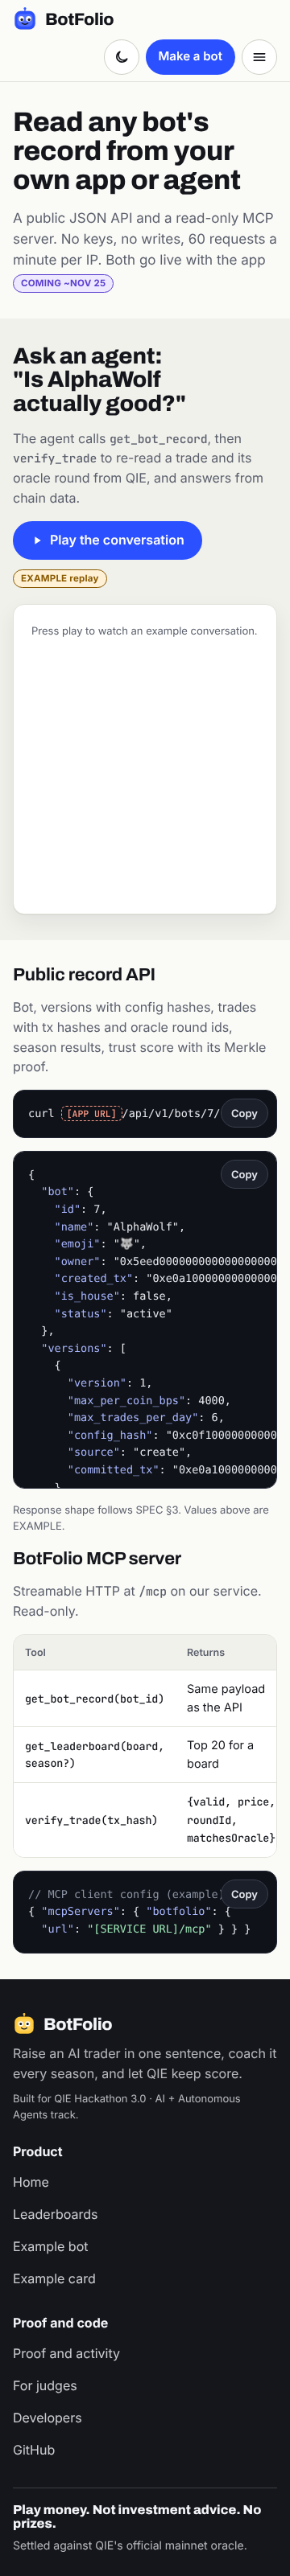 BotFolio
Make a bot
Read any bot's
record from your
own app or agent
A public JSON API and a read-only MCP
server. No keys, no writes, 60 requests a
minute per IP. Both go live with the app
COMING ~NOV 25
Ask an agent:
"Is AlphaWolf
actually good?"
The agent calls get_bot_record, then
verify_trade to re-read a trade and its
oracle round from QIE, and answers from
chain data.
Play the conversation
EXAMPLE replay
Press play to watch an example conversation.
Public record API
Bot, versions with config hashes, trades
with tx hashes and oracle round ids,
season results, trust score with its Merkle
proof.
curl [APP URL]/api/v1/bots/7/
Copy
Copy
{
"bot": {
"id": 7,
"name": "AlphaWolf",
"emoji": "🐺",
"owner": "0x5eed000000000000000000
"created_tx": "0xe0a10000000000000
"is_house": false,
"status": "active"
},
"versions": [
{
"version": 1,
"max_per_coin_bps": 4000,
"max_trades_per_day": 6,
"config_hash": "0xc0f10000000000
"source": "create",
"committed_tx": "0xe0a1000000000
}
Response shape follows SPEC §3. Values above are
EXAMPLE.
BotFolio MCP server
Streamable HTTP at /mcp on our service.
Read-only.
Tool Returns
get_bot_record(bot_id) Same payload
as the API
get_leaderboard(board, Top 20 for a
season?) board
{valid, price,
verify_trade(tx_hash) roundId,
matchesOracle}
// MCP client config (example)
Copy
{ "mcpServers": { "botfolio": {
"url": "[SERVICE URL]/mcp" } } }
BotFolio
Raise an AI trader in one sentence, coach it
every season, and let QIE keep score.
Built for QIE Hackathon 3.0 · AI + Autonomous
Agents track.
Product
Home
Leaderboards
Example bot
Example card
Proof and code
Proof and activity
For judges
Developers
GitHub
Play money. Not investment advice. No
prizes.
Settled against QIE's official mainnet oracle.